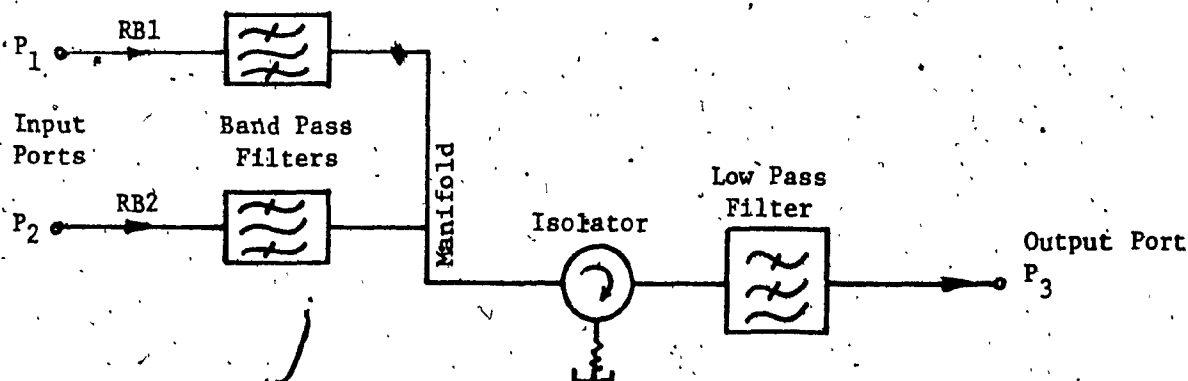 RB1
P1
Input
Ports
Band Pass
Filters
RB2
P2
Manifold
Isolator
Low Pass
Filter
Output Port
P3